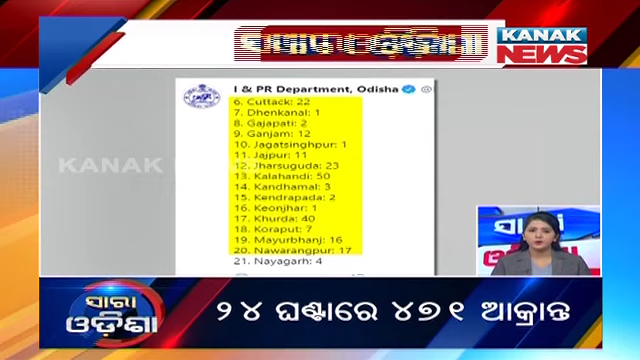 KANAK
NEWS
I & PR Department, Odisha
6. Cuttack: 22
7. Dhenkanal: 1
8. Gajapati: 2
9. Ganjam: 12
10. Jagatsinghpur: 1
11. Jajpur: 11
12. Jharsuguda: 23
13. Kalahandi: 50
14. Kandhamal: 3
15. Kendrapada: 2
16. Keonjhar: 1
17. Khurda: 40
18. Koraput: 7
19. Mayurbhanj: 16
20. Nawarangpur: 17
21. Nayagarh: 4
KANAK
ସାରା
ଓଡ଼ିଶା
୨୪ ଘଣ୍ଟାରେ ୪୭୧ ଆକ୍ରାନ୍ତ